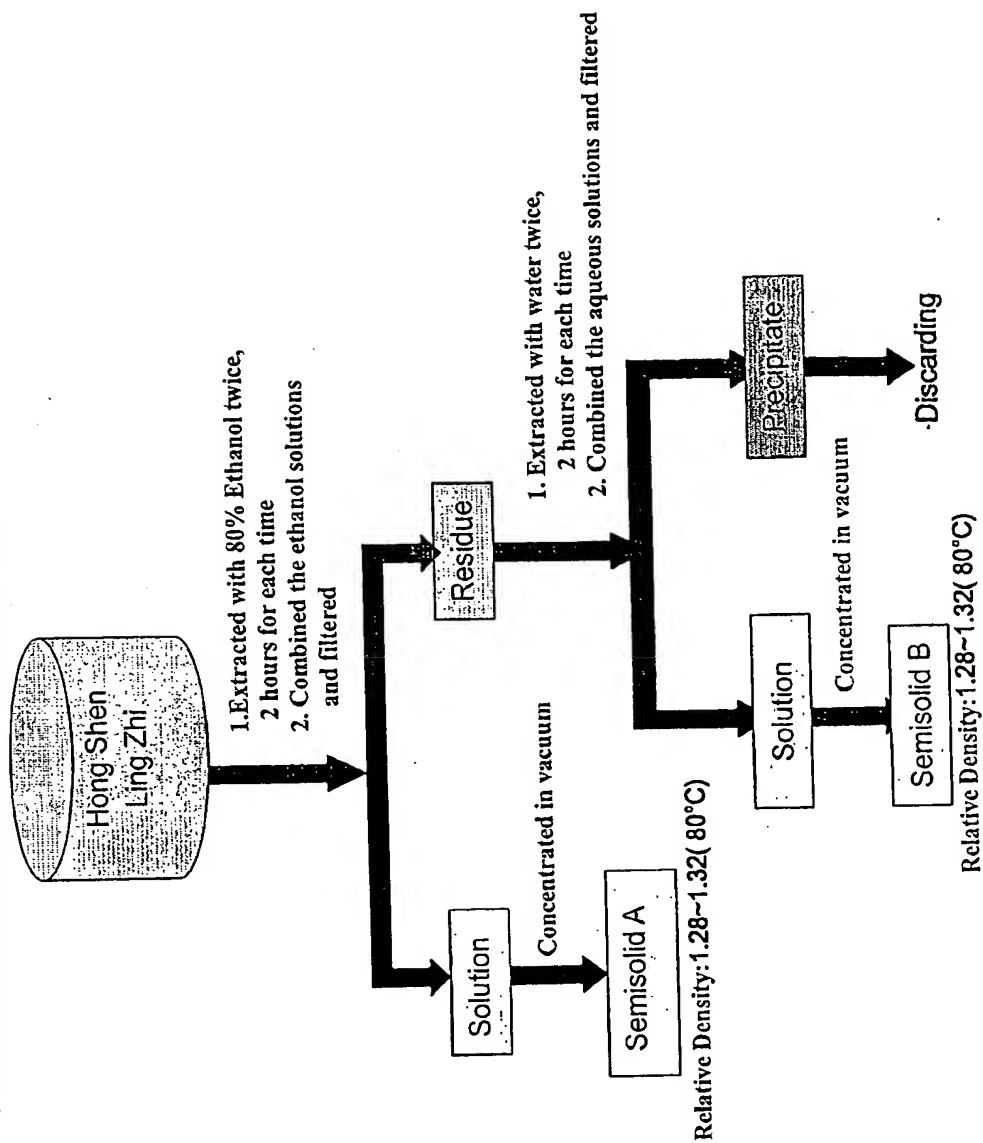 Hong Shen
Ling Zhi
1.Extracted with 80% Ethanol twice,
2 hours for each time
2. Combined the ethanol solutions
and filtered
Solution
Residue
Concentrated in vacuum
Semisolid A
Relative Density:1.28~1.32( 80°C)
1. Extracted with water twice,
2 hours for each time
2. Combined the aqueous solutions and filtered
Solution
Precipitate
Concentrated in vacuum
Discarding
Semisolid B
Relative Density:1.28~1.32( 80°C)